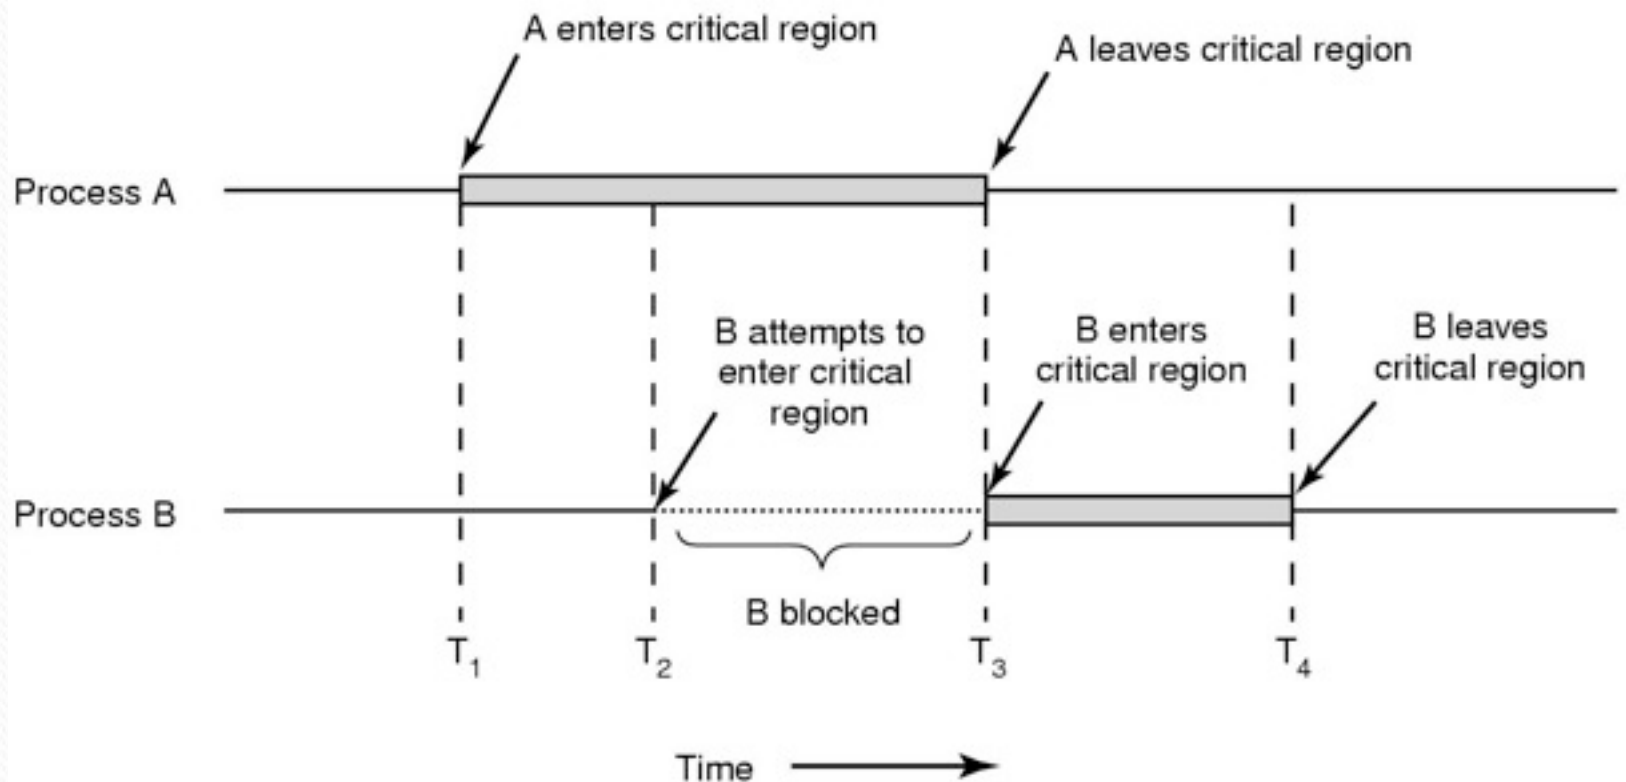 A enters critical region
A leaves critical region
Process A
B attempts to
enter critical
region
B enters
critical region
B leaves
critical region
Process B
B blocked
T1
T2
T3
T4
Time